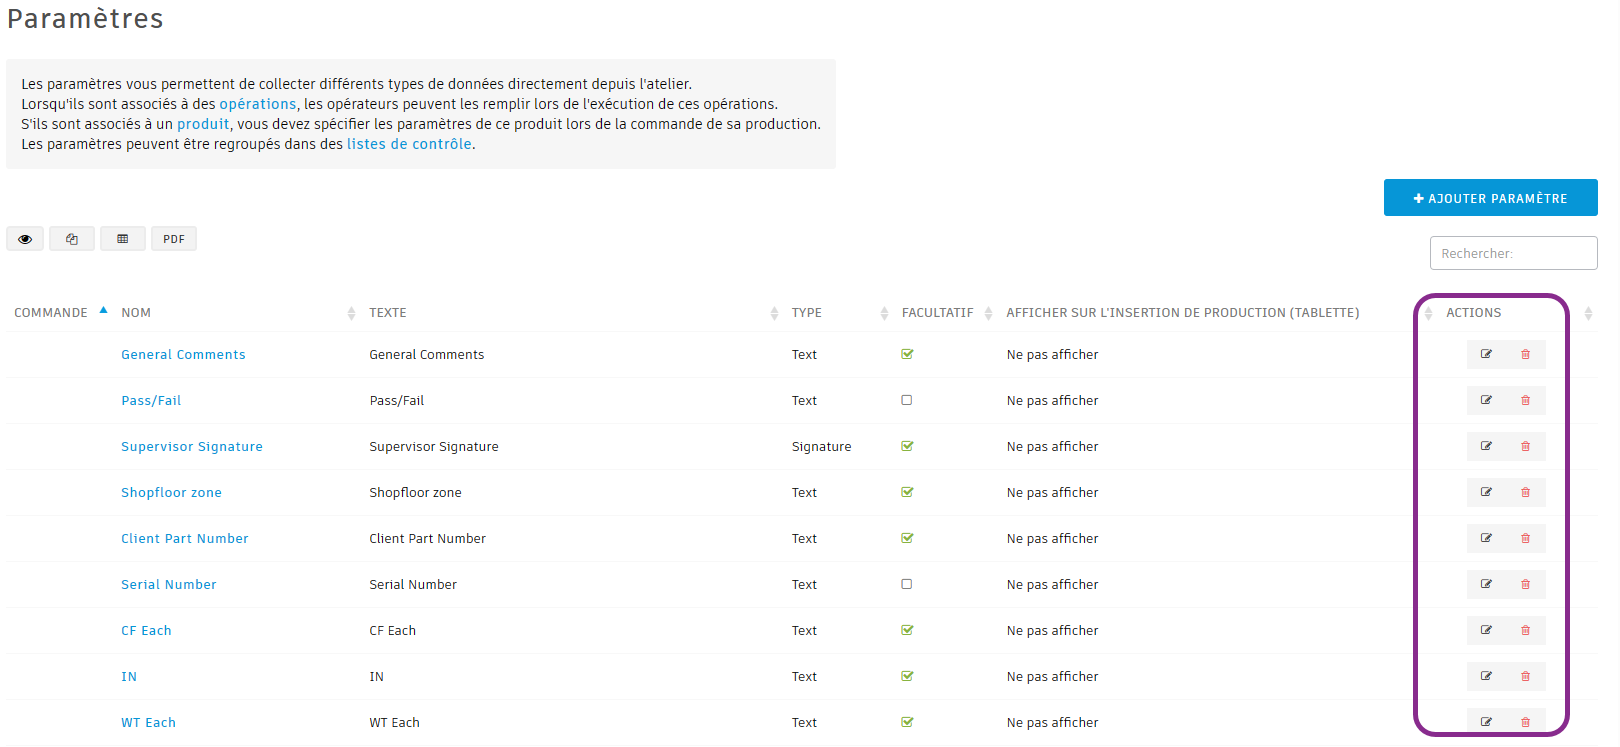 Paramètres
Les paramètres vous permettent de collecter différents types de données directement depuis l'atelier.
Lorsqu'ils sont associés à des opérations, les opérateurs peuvent les remplir lors de l'exécution de ces opérations.
S'ils sont associés à un produit, vous devez spécifier les paramètres de ce produit lors de la commande de sa production.
Les paramètres peuvent être regroupés dans des listes de contrôle.
AJOUTER PARAMÈTRE
PDF
Rechercher:
COMMANDE NOM TEXTE TYPE FACULTATIF AFFICHER SUR L'INSERTION DE PRODUCTION (TABLETTE) ACTIONS
General Comments General Comments Text Ne pas afficher
Pass/Fail Pass/Fail Text Ne pas afficher
Supervisor Signature Supervisor Signature Signature Ne pas afficher
Shopfloor zone Shopfloor zone Text Ne pas afficher
Client Part Number Client Part Number Text Ne pas afficher
Serial Number Serial Number Text Ne pas afficher
CF Each CF Each Text Ne pas afficher
IN IN Text Ne pas afficher
WT Each WT Each Text Ne pas afficher